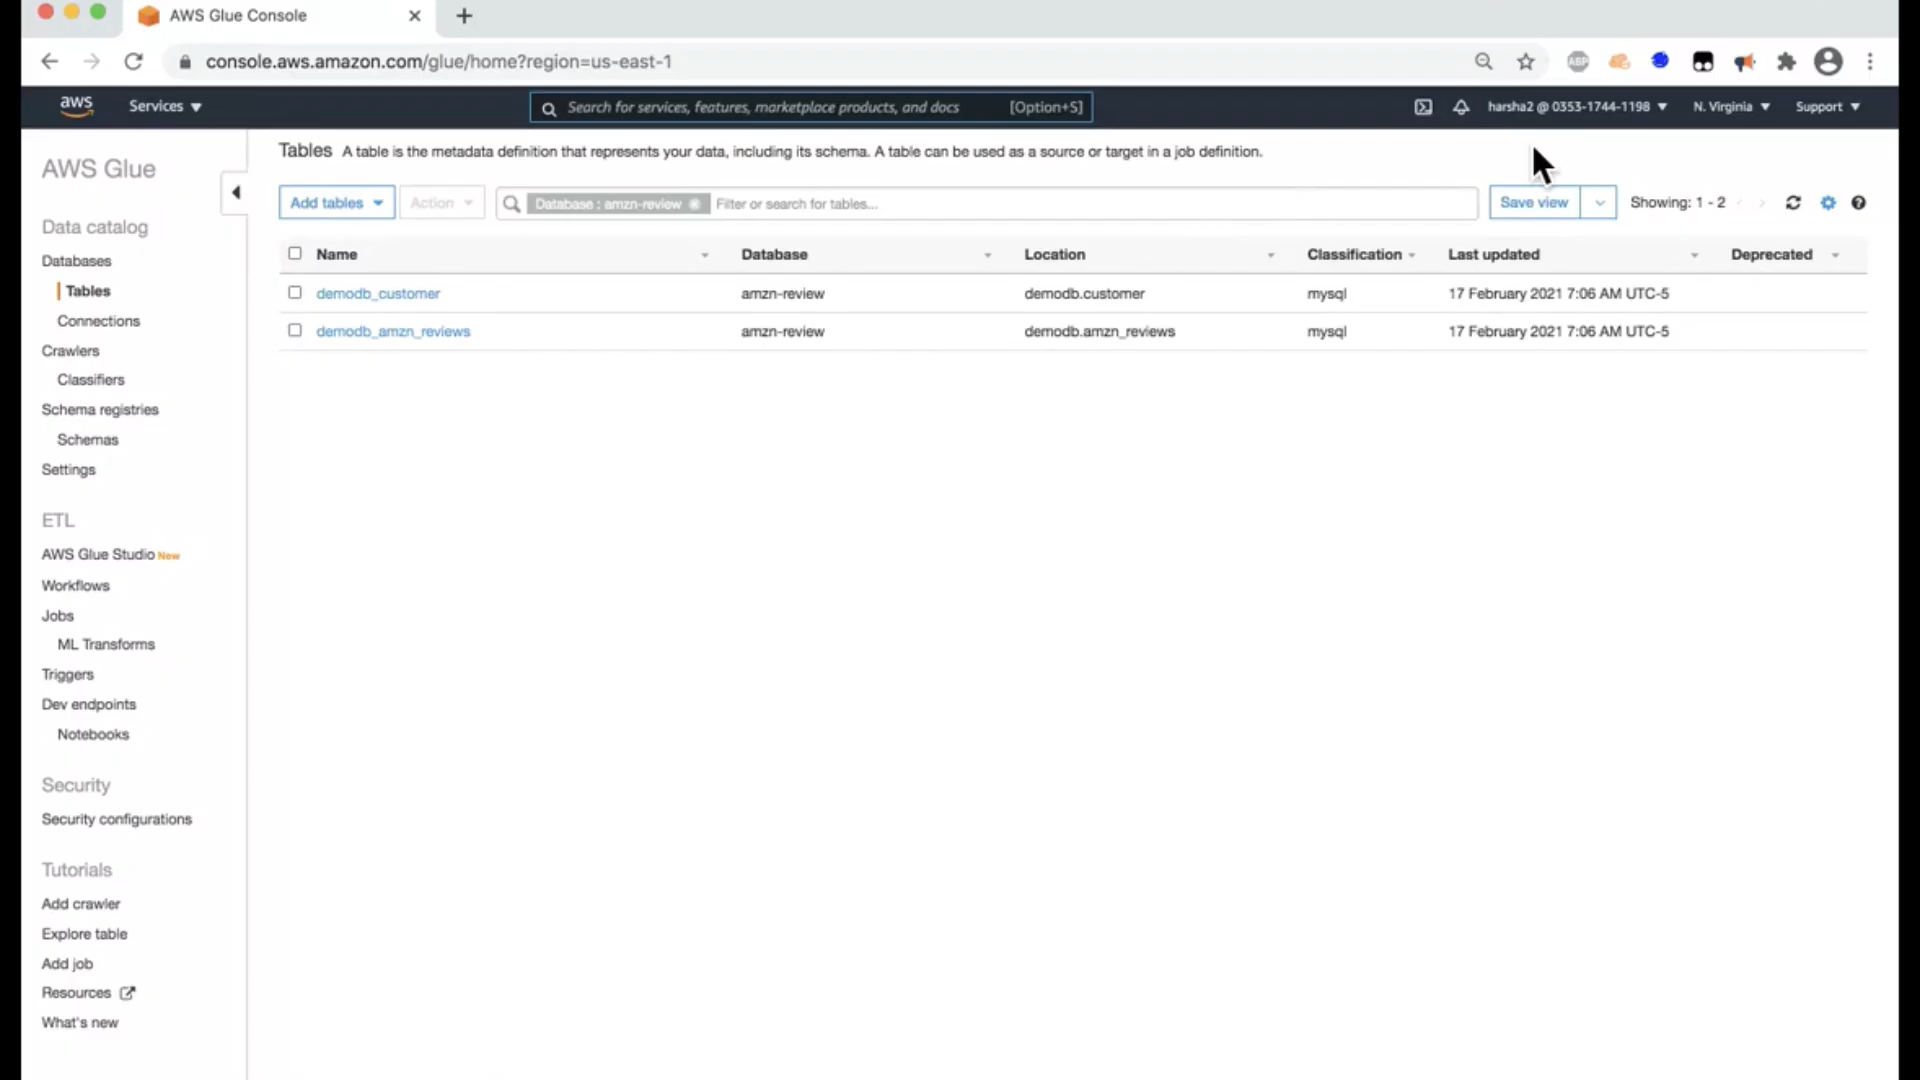 AWS Glue Console
console.aws.amazon.com/glue/home?region=us-east-1
ABP
aws Services Search for services, features, marketplace products, and docs [Option+S] harsha2 @ 0353-1744-1198 N. Virginia Support
AWS Glue
Data catalog
Databases
Tables
Connections
Crawlers
Classifiers
Schema registries
Schemas
Settings
ETL
AWS Glue Studio New
Workflows
Jobs
ML Transforms
Triggers
Dev endpoints
Notebooks
Security
Security configurations
Tutorials
Add crawler
Explore table
Add job
Resources
What's new
Tables A table is the metadata definition that represents your data, including its schema. A table can be used as a source or target in a job definition.
Add tables Action Database : amzn-review Filter or search for tables... Save view Showing: 1 - 2
Name Database Location Classification Last updated Deprecated
demodb_customer amzn-review demodb.customer mysql 17 February 2021 7:06 AM UTC-5
demodb_amzn_reviews amzn-review demodb.amzn_reviews mysql 17 February 2021 7:06 AM UTC-5